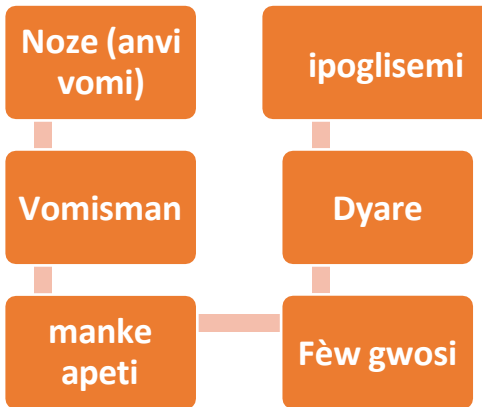 Noze (anvi
vomi)
Vomisman
manke
apeti
Fèw gwosi
Dyare
ipoglisemi